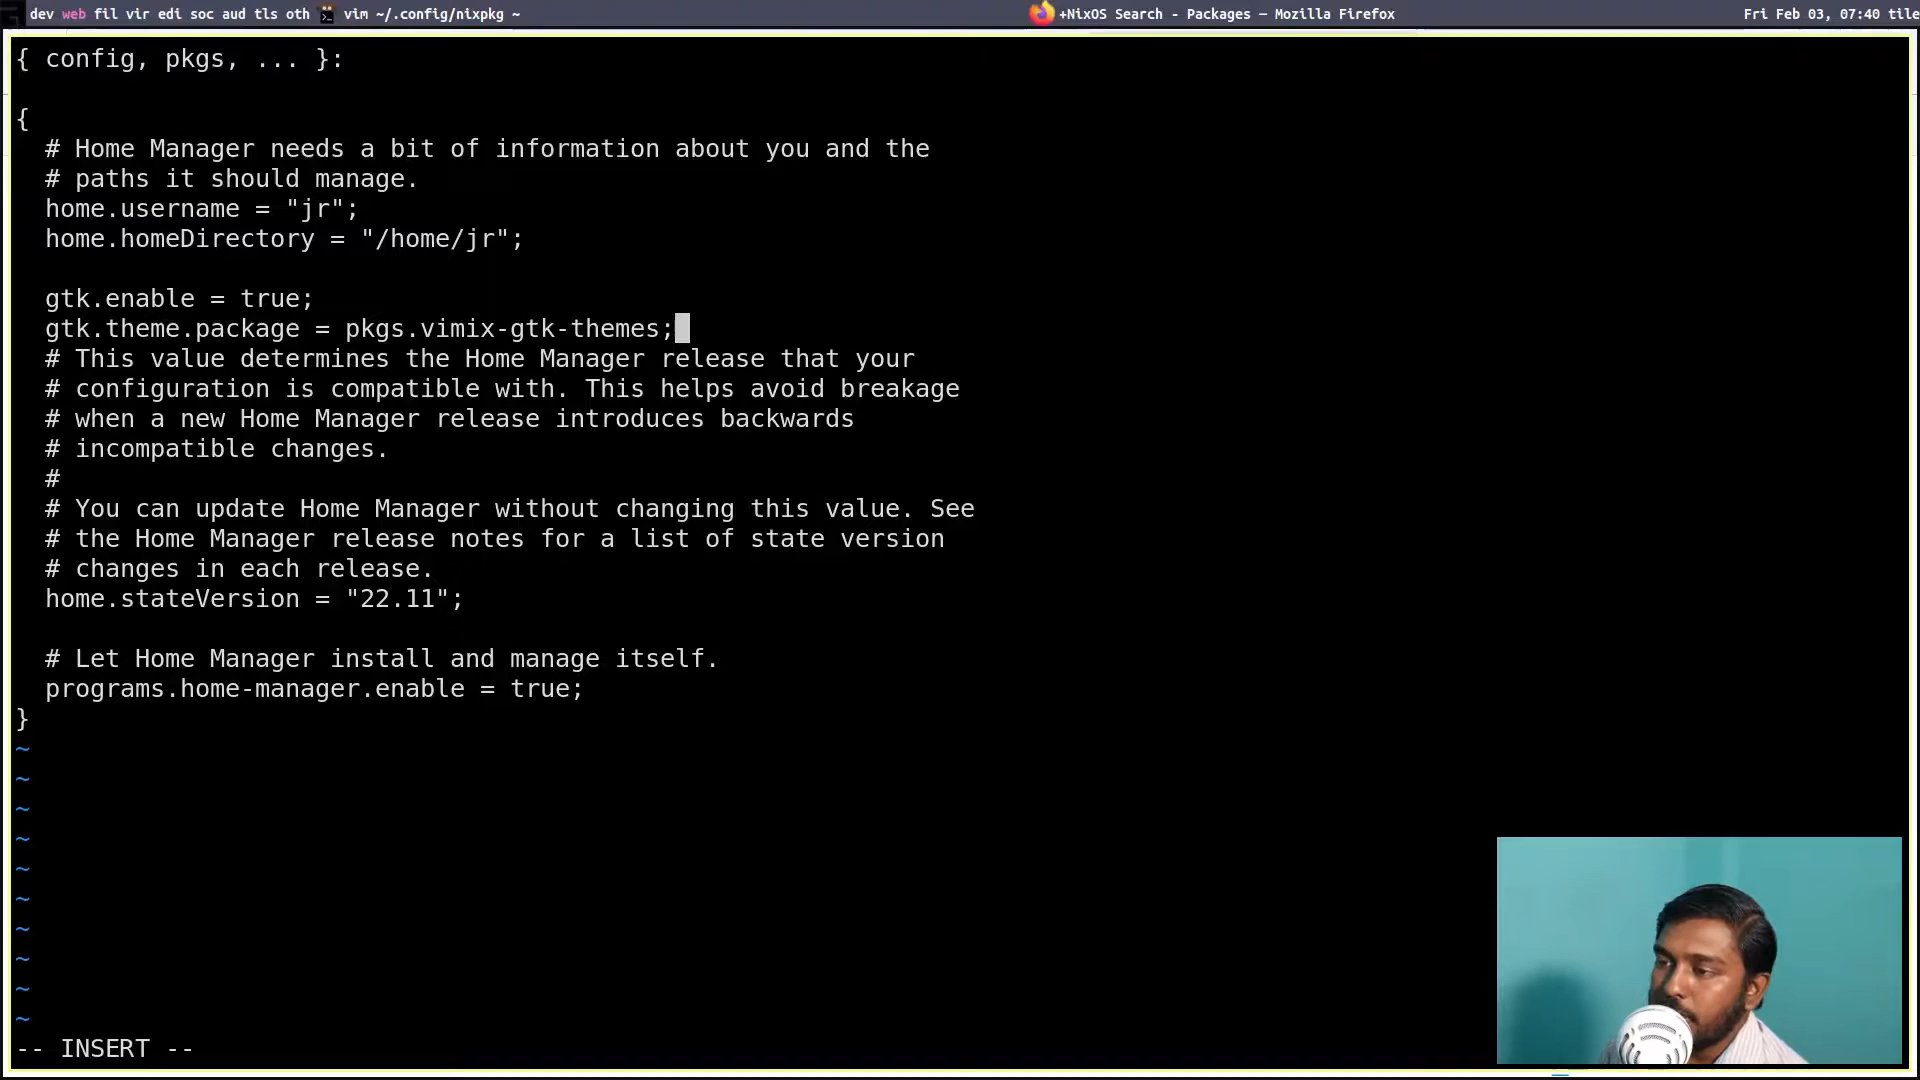 dev web fil vir edi soc aud tls oth vim ~/.config/nixpkg ~ +NixOS Search - Packages — Mozilla Firefox Fri Feb 03, 07:40 tile
{ config, pkgs, ... }:
{
# Home Manager needs a bit of information about you and the
# paths it should manage.
home.username = "jr";
home.homeDirectory = "/home/jr";
gtk.enable = true;
gtk.theme.package = pkgs.vimix-gtk-themes;
# This value determines the Home Manager release that your
# configuration is compatible with. This helps avoid breakage
# when a new Home Manager release introduces backwards
# incompatible changes.
#
# You can update Home Manager without changing this value. See
# the Home Manager release notes for a list of state version
# changes in each release.
home.stateVersion = "22.11";
# Let Home Manager install and manage itself.
programs.home-manager.enable = true;
}
~
~
~
~
~
~
~
~
~
~
-- INSERT --